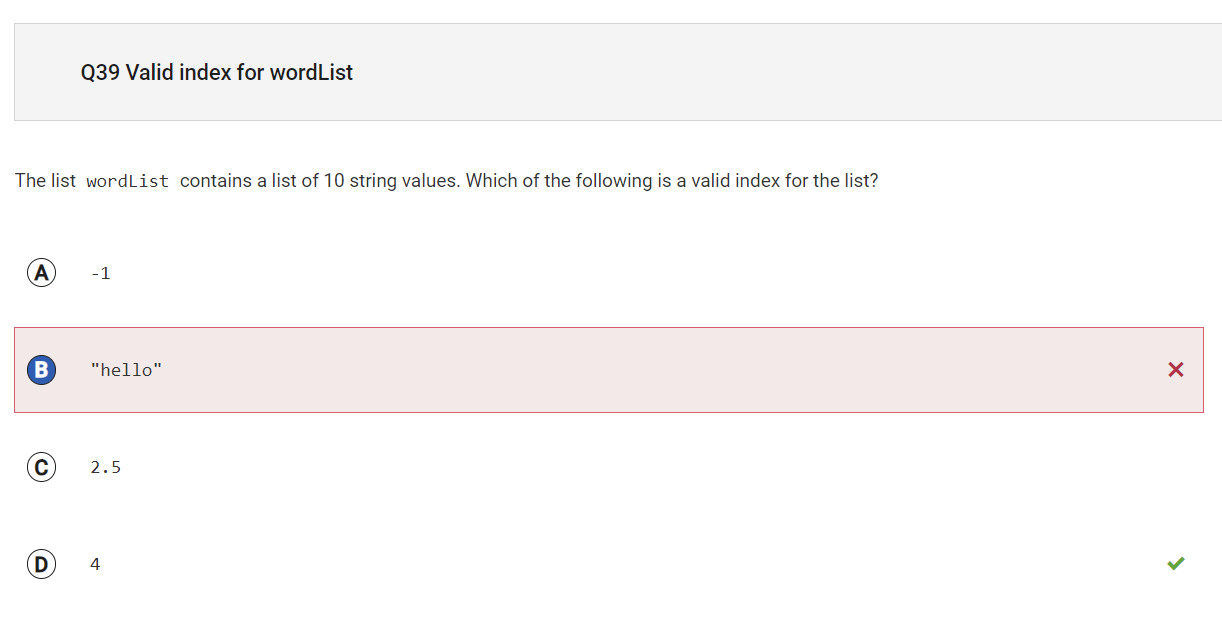 Q39 Valid index for wordList
The list wordList contains a list of 10 string values. Which of the following is a valid index for the list?
A -1
B "hello"
C 2.5
D 4